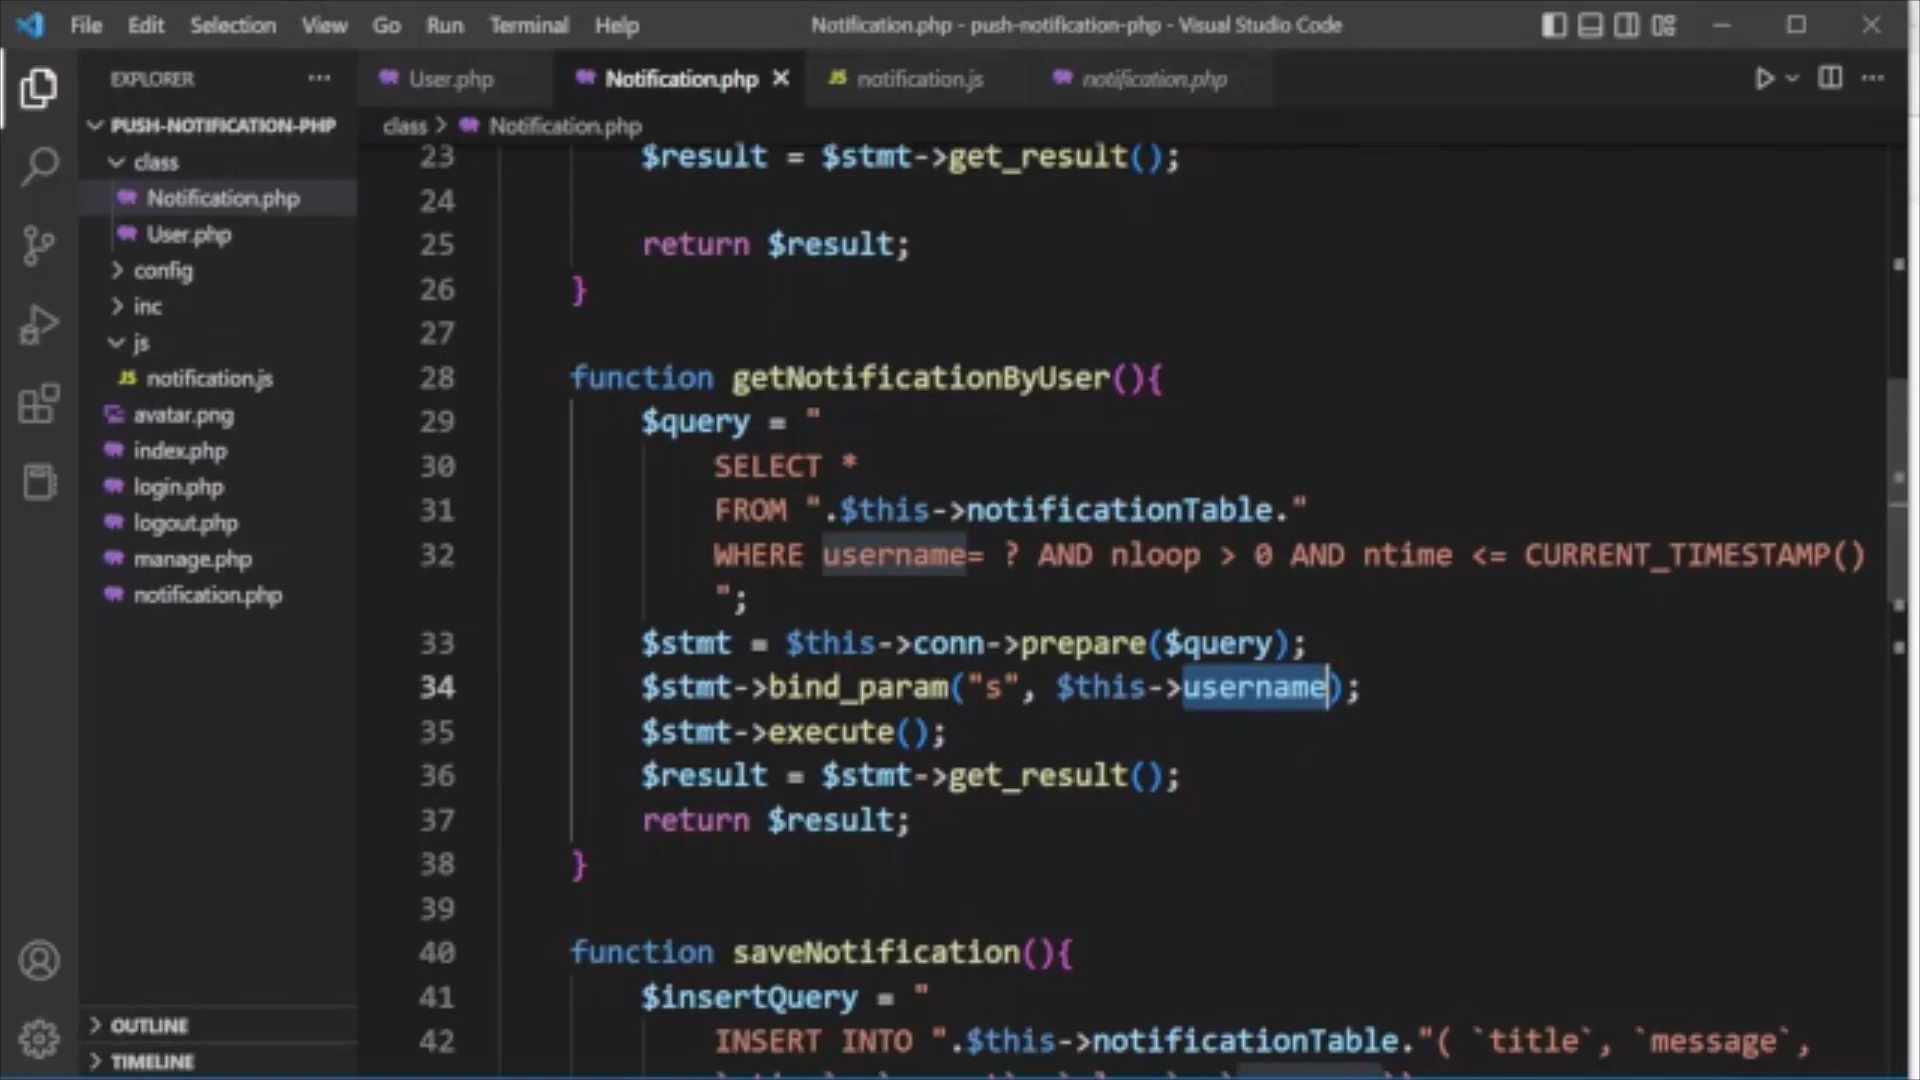 File Edit Selection View Go Run Terminal Help Notification.php - push-notification-php - Visual Studio Code
EXPLORER ···
User.php Notification.php notification.js notification.php
PUSH-NOTIFICATION-PHP
class
Notification.php
User.php
config
inc
js
JS notification.js
avatar.png
index.php
login.php
logout.php
manage.php
notification.php
OUTLINE
TIMELINE
class > Notification.php
23 $result = $stmt->get_result();
24
25 return $result;
26 }
27
28 function getNotificationByUser(){
29 $query = "
30 SELECT *
31 FROM ".$this->notificationTable."
32 WHERE username= ? AND nloop > 0 AND ntime <= CURRENT_TIMESTAMP()
";
33 $stmt = $this->conn->prepare($query);
34 $stmt->bind_param("s", $this->username);
35 $stmt->execute();
36 $result = $stmt->get_result();
37 return $result;
38 }
39
40 function saveNotification(){
41 $insertQuery = "
42 INSERT INTO ".$this->notificationTable."( `title`, `message`,